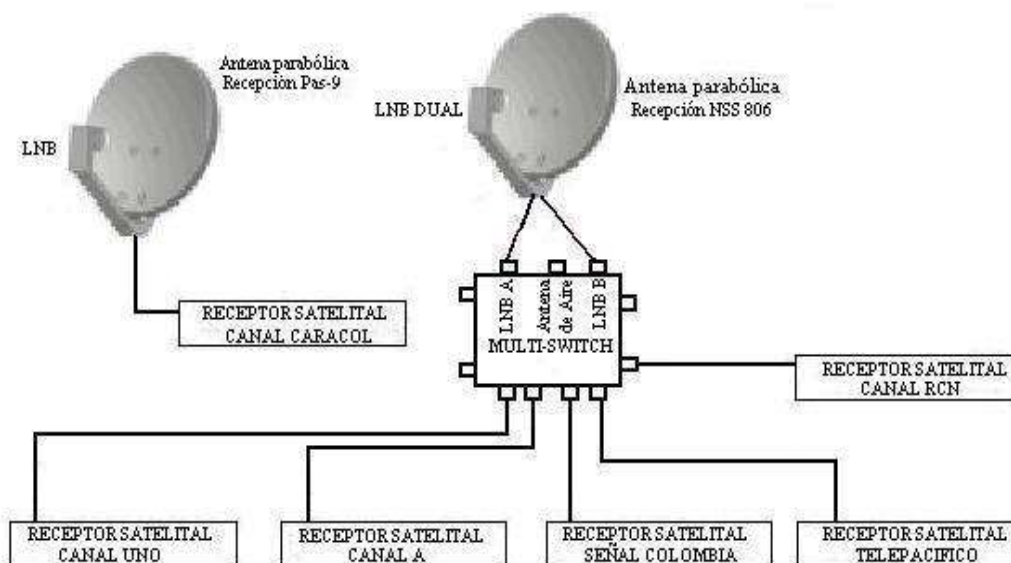 Antena parabólica
Recepción Pas-9
LNB
LNB DUAL
Antena parabólica
Recepción NSS 806
RECEPTOR SATELITAL
CANAL CARACOL
LNB A
Antena
de Aire
LNB B
MULTI-SWITCH
RECEPTOR SATELITAL
CANAL RCN
RECEPTOR SATELITAL
CANAL UNO
RECEPTOR SATELITAL
CANAL A
RECEPTOR SATELITAL
SEÑAL COLOMBIA
RECEPTOR SATELITAL
TELEPACIFICO